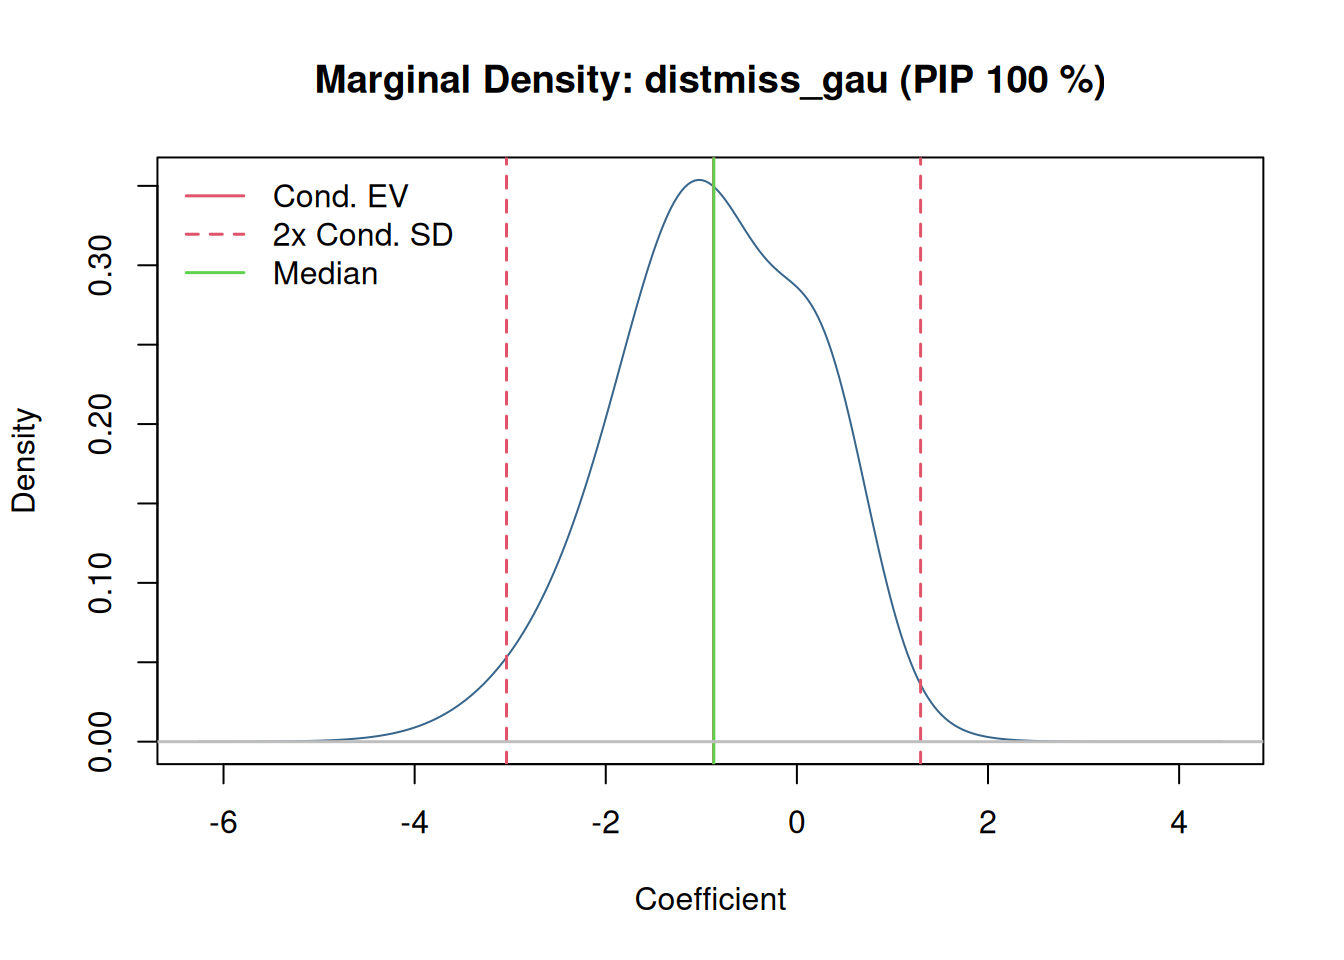 Marginal Density: distmiss_gau (PIP 100 %)
Cond. EV
2x Cond. SD
Median
Density
0.30
0.20
0.10
0.00
-6 -4 -2 0 2 4
Coefficient